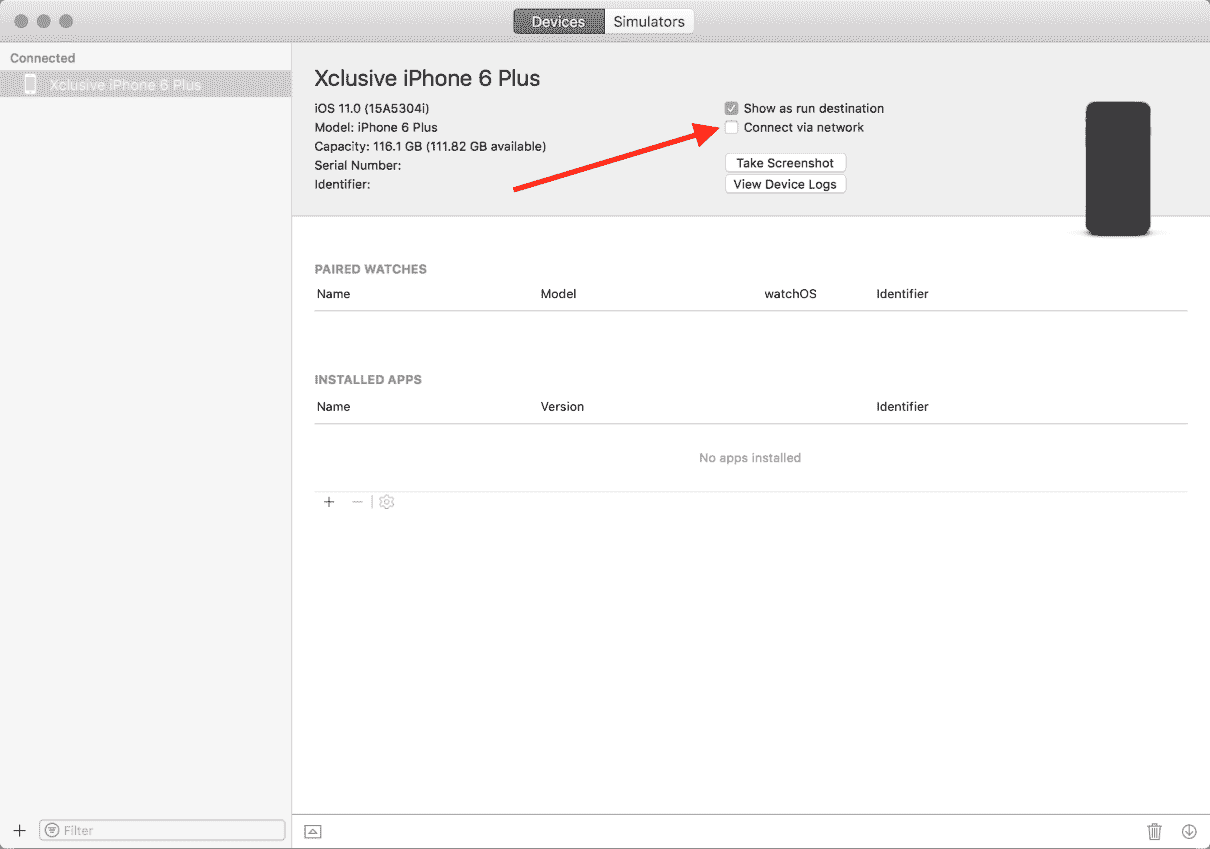 Devices Simulators
Connected
Xclusive iPhone 6 Plus
Xclusive iPhone 6 Plus
iOS 11.0 (15A5304i)
Model: iPhone 6 Plus
Capacity: 116.1 GB (111.82 GB available)
Serial Number:
Identifier:
Show as run destination
Connect via network
Take Screenshot
View Device Logs
PAIRED WATCHES
Name Model watchOS Identifier
INSTALLED APPS
Name Version Identifier
No apps installed
Filter